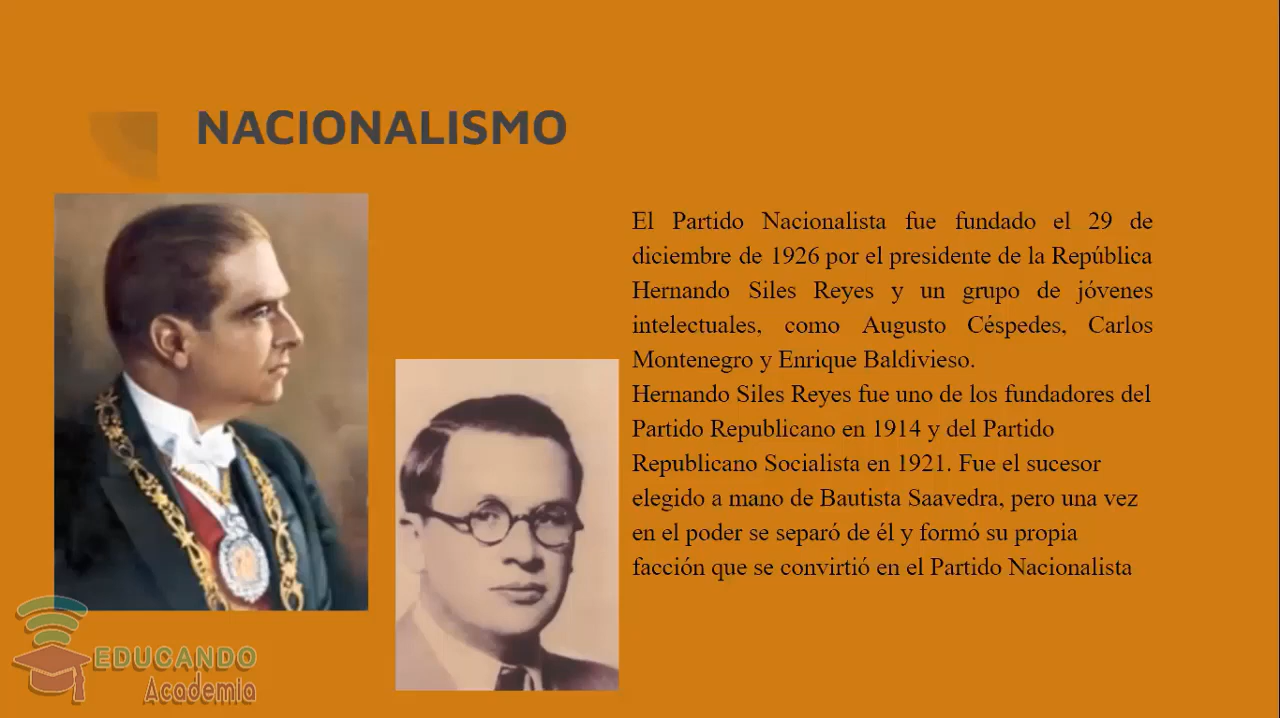 NACIONALISMO
El Partido Nacionalista fue fundado el 29 de
diciembre de 1926 por el presidente de la República
Hernando Siles Reyes y un grupo de jóvenes
intelectuales, como Augusto Céspedes, Carlos
Montenegro y Enrique Baldivieso.
Hernando Siles Reyes fue uno de los fundadores del
Partido Republicano en 1914 y del Partido
Republicano Socialista en 1921. Fue el sucesor
elegido a mano de Bautista Saavedra, pero una vez
en el poder se separó de él y formó su propia
facción que se convirtió en el Partido Nacionalista
EDUCANDO
Academia